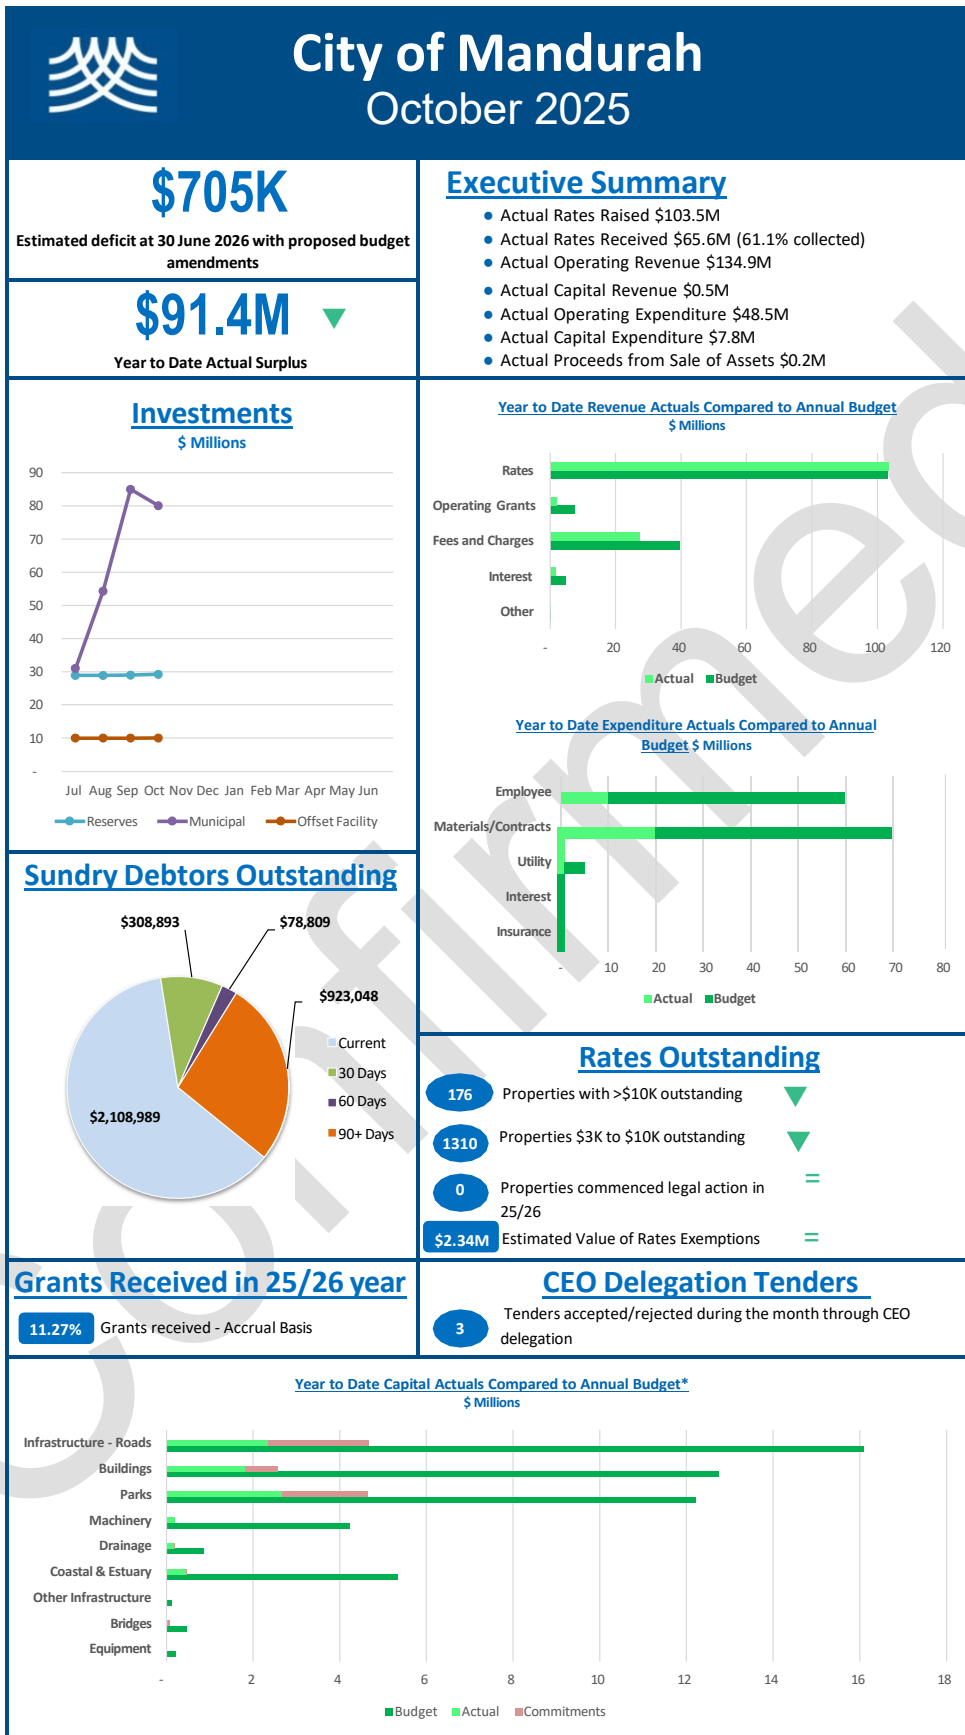 City of Mandurah
October 2025
$705K
Estimated deficit at 30 June 2026 with proposed budget
amendments
$91.4M
Year to Date Actual Surplus
Executive Summary
● Actual Rates Raised $103.5M
● Actual Rates Received $65.6M (61.1% collected)
● Actual Operating Revenue $134.9M
● Actual Capital Revenue $0.5M
● Actual Operating Expenditure $48.5M
● Actual Capital Expenditure $7.8M
● Actual Proceeds from Sale of Assets $0.2M
Investments
$ Millions
90
80
70
60
50
40
30
20
10
-
Jul Aug Sep Oct Nov Dec Jan Feb Mar Apr May Jun
Reserves Municipal Offset Facility
Year to Date Revenue Actuals Compared to Annual Budget
$ Millions
Rates
Operating Grants
Fees and Charges
Interest
Other
- 20 40 60 80 100 120
Actual Budget
Year to Date Expenditure Actuals Compared to Annual
Budget $ Millions
Employee
Materials/Contracts
Utility
Interest
Insurance
- 10 20 30 40 50 60 70 80
Actual Budget
Sundry Debtors Outstanding
$308,893
$78,809
$923,048
$2,108,989
Current
30 Days
60 Days
90+ Days
Rates Outstanding
176 Properties with >$10K outstanding
1310 Properties $3K to $10K outstanding
0 Properties commenced legal action in =
25/26
$2.34M Estimated Value of Rates Exemptions =
Grants Received in 25/26 year
11.27% Grants received - Accrual Basis
CEO Delegation Tenders
3 Tenders accepted/rejected during the month through CEO
delegation
Year to Date Capital Actuals Compared to Annual Budget*
$ Millions
Infrastructure - Roads
Buildings
Parks
Machinery
Drainage
Coastal & Estuary
Other Infrastructure
Bridges
Equipment
- 2 4 6 8 10 12 14 16 18
Budget Actual Commitments
Confirmed